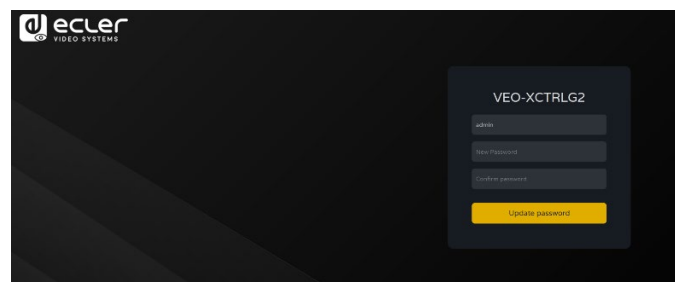 ecler
VIDEO SYSTEMS
VEO-XCTRLG2
admin
New Password
Confirm password
Update password